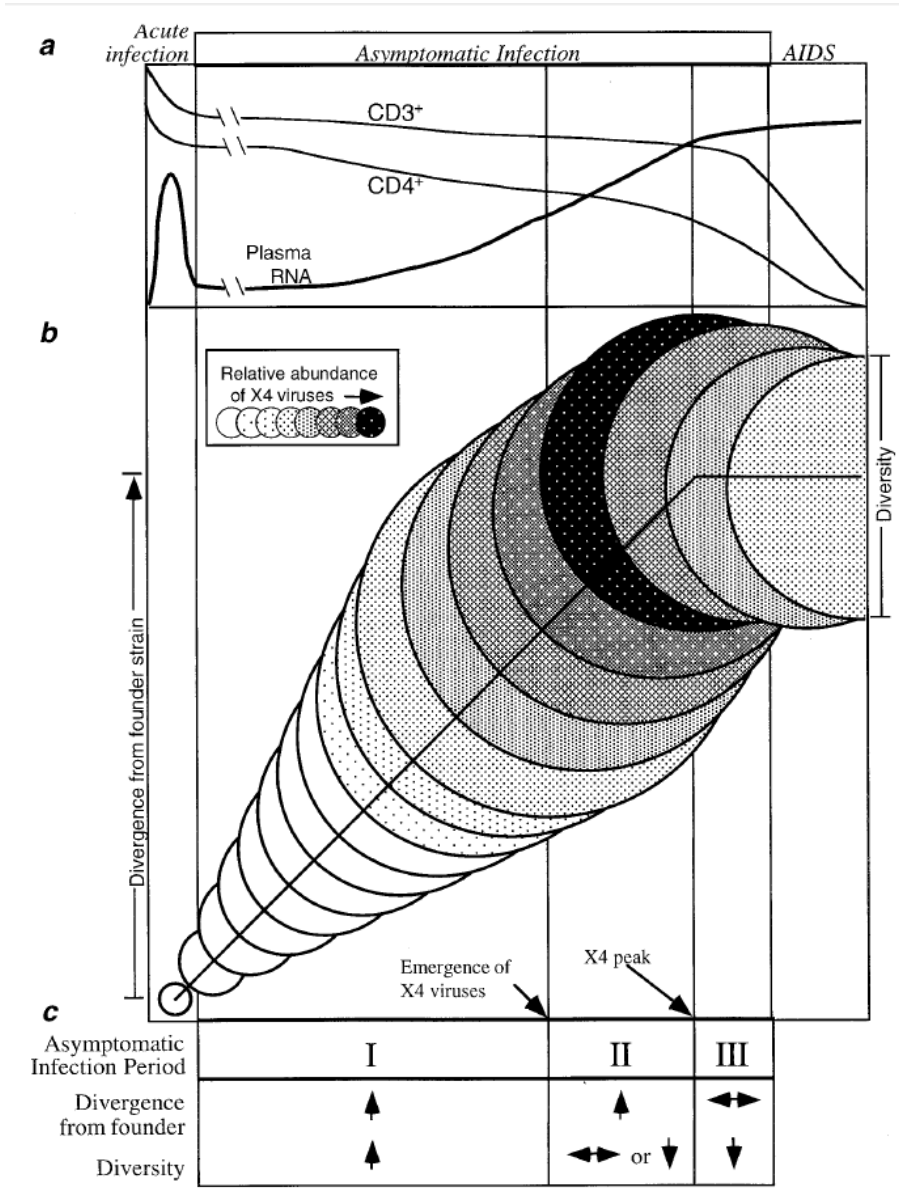 a
Acute
infection
Asymptomatic Infection
AIDS
CD3+
CD4+
Plasma
RNA
b
Relative abundance
of X4 viruses
Divergence from founder strain
Diversity
Emergence of
X4 viruses
X4 peak
c
Asymptomatic
Infection Period
I
II
III
Divergence
from founder
Diversity
or